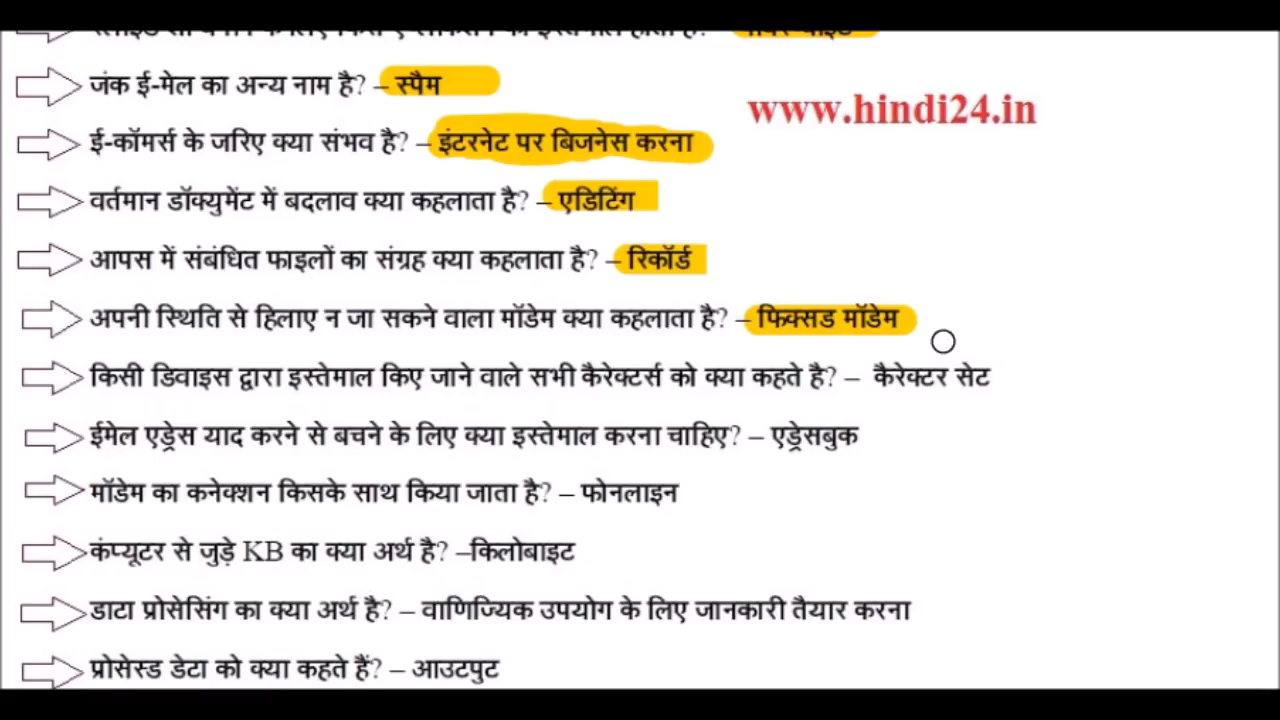 जंक ई-मेल का अन्य नाम है? – स्पैम
www.hindi24.in
ई-कॉमर्स के जरिए क्या संभव है? – इंटरनेट पर बिजनेस करना
वर्तमान डॉक्युमेंट में बदलाव क्या कहलाता है? – एडिटिंग
आपस में संबंधित फाइलों का संग्रह क्या कहलाता है? – रिकॉर्ड
अपनी स्थिति से हिलाए न जा सकने वाला मॉडेम क्या कहलाता है? – फिक्सड मॉडेम
किसी डिवाइस द्वारा इस्तेमाल किए जाने वाले सभी कैरेक्टर्स को क्या कहते है? – कैरेक्टर सेट
ईमेल एड्रेस याद करने से बचने के लिए क्या इस्तेमाल करना चाहिए? – एड्रेसबुक
मॉडेम का कनेक्शन किसके साथ किया जाता है? – फोनलाइन
कंप्यूटर से जुड़े KB का क्या अर्थ है? –किलोबाइट
डाटा प्रोसेसिंग का क्या अर्थ है? – वाणिज्यिक उपयोग के लिए जानकारी तैयार करना
प्रोसेस्ड डेटा को क्या कहते हैं? – आउटपुट